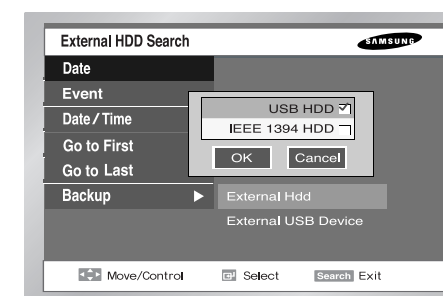 External HDD Search
SAMSUNG
Date
Event
Date / Time
Go to First
Go to Last
Backup
USB HDD
IEEE 1394 HDD
OK Cancel
External Hdd
External USB Device
Move/Control Select Search Exit